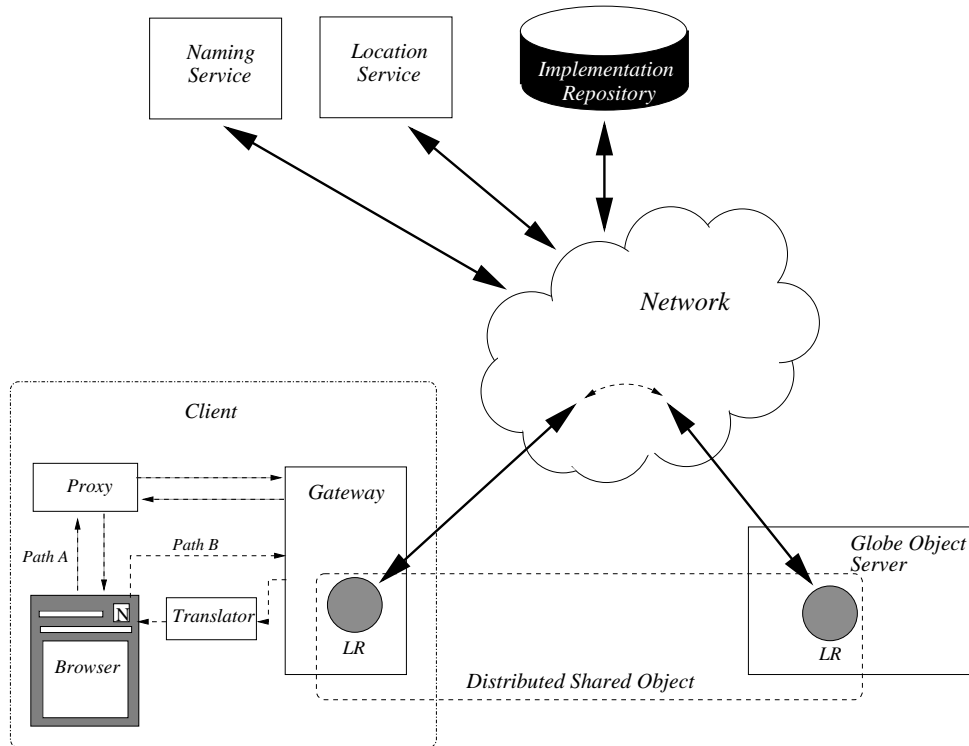 Naming
Service
Location
Service
Implementation
Repository
Network
Client
Proxy
Gateway
Path A
Path B
Globe Object
Server
N
Translator
Browser
LR
LR
Distributed Shared Object